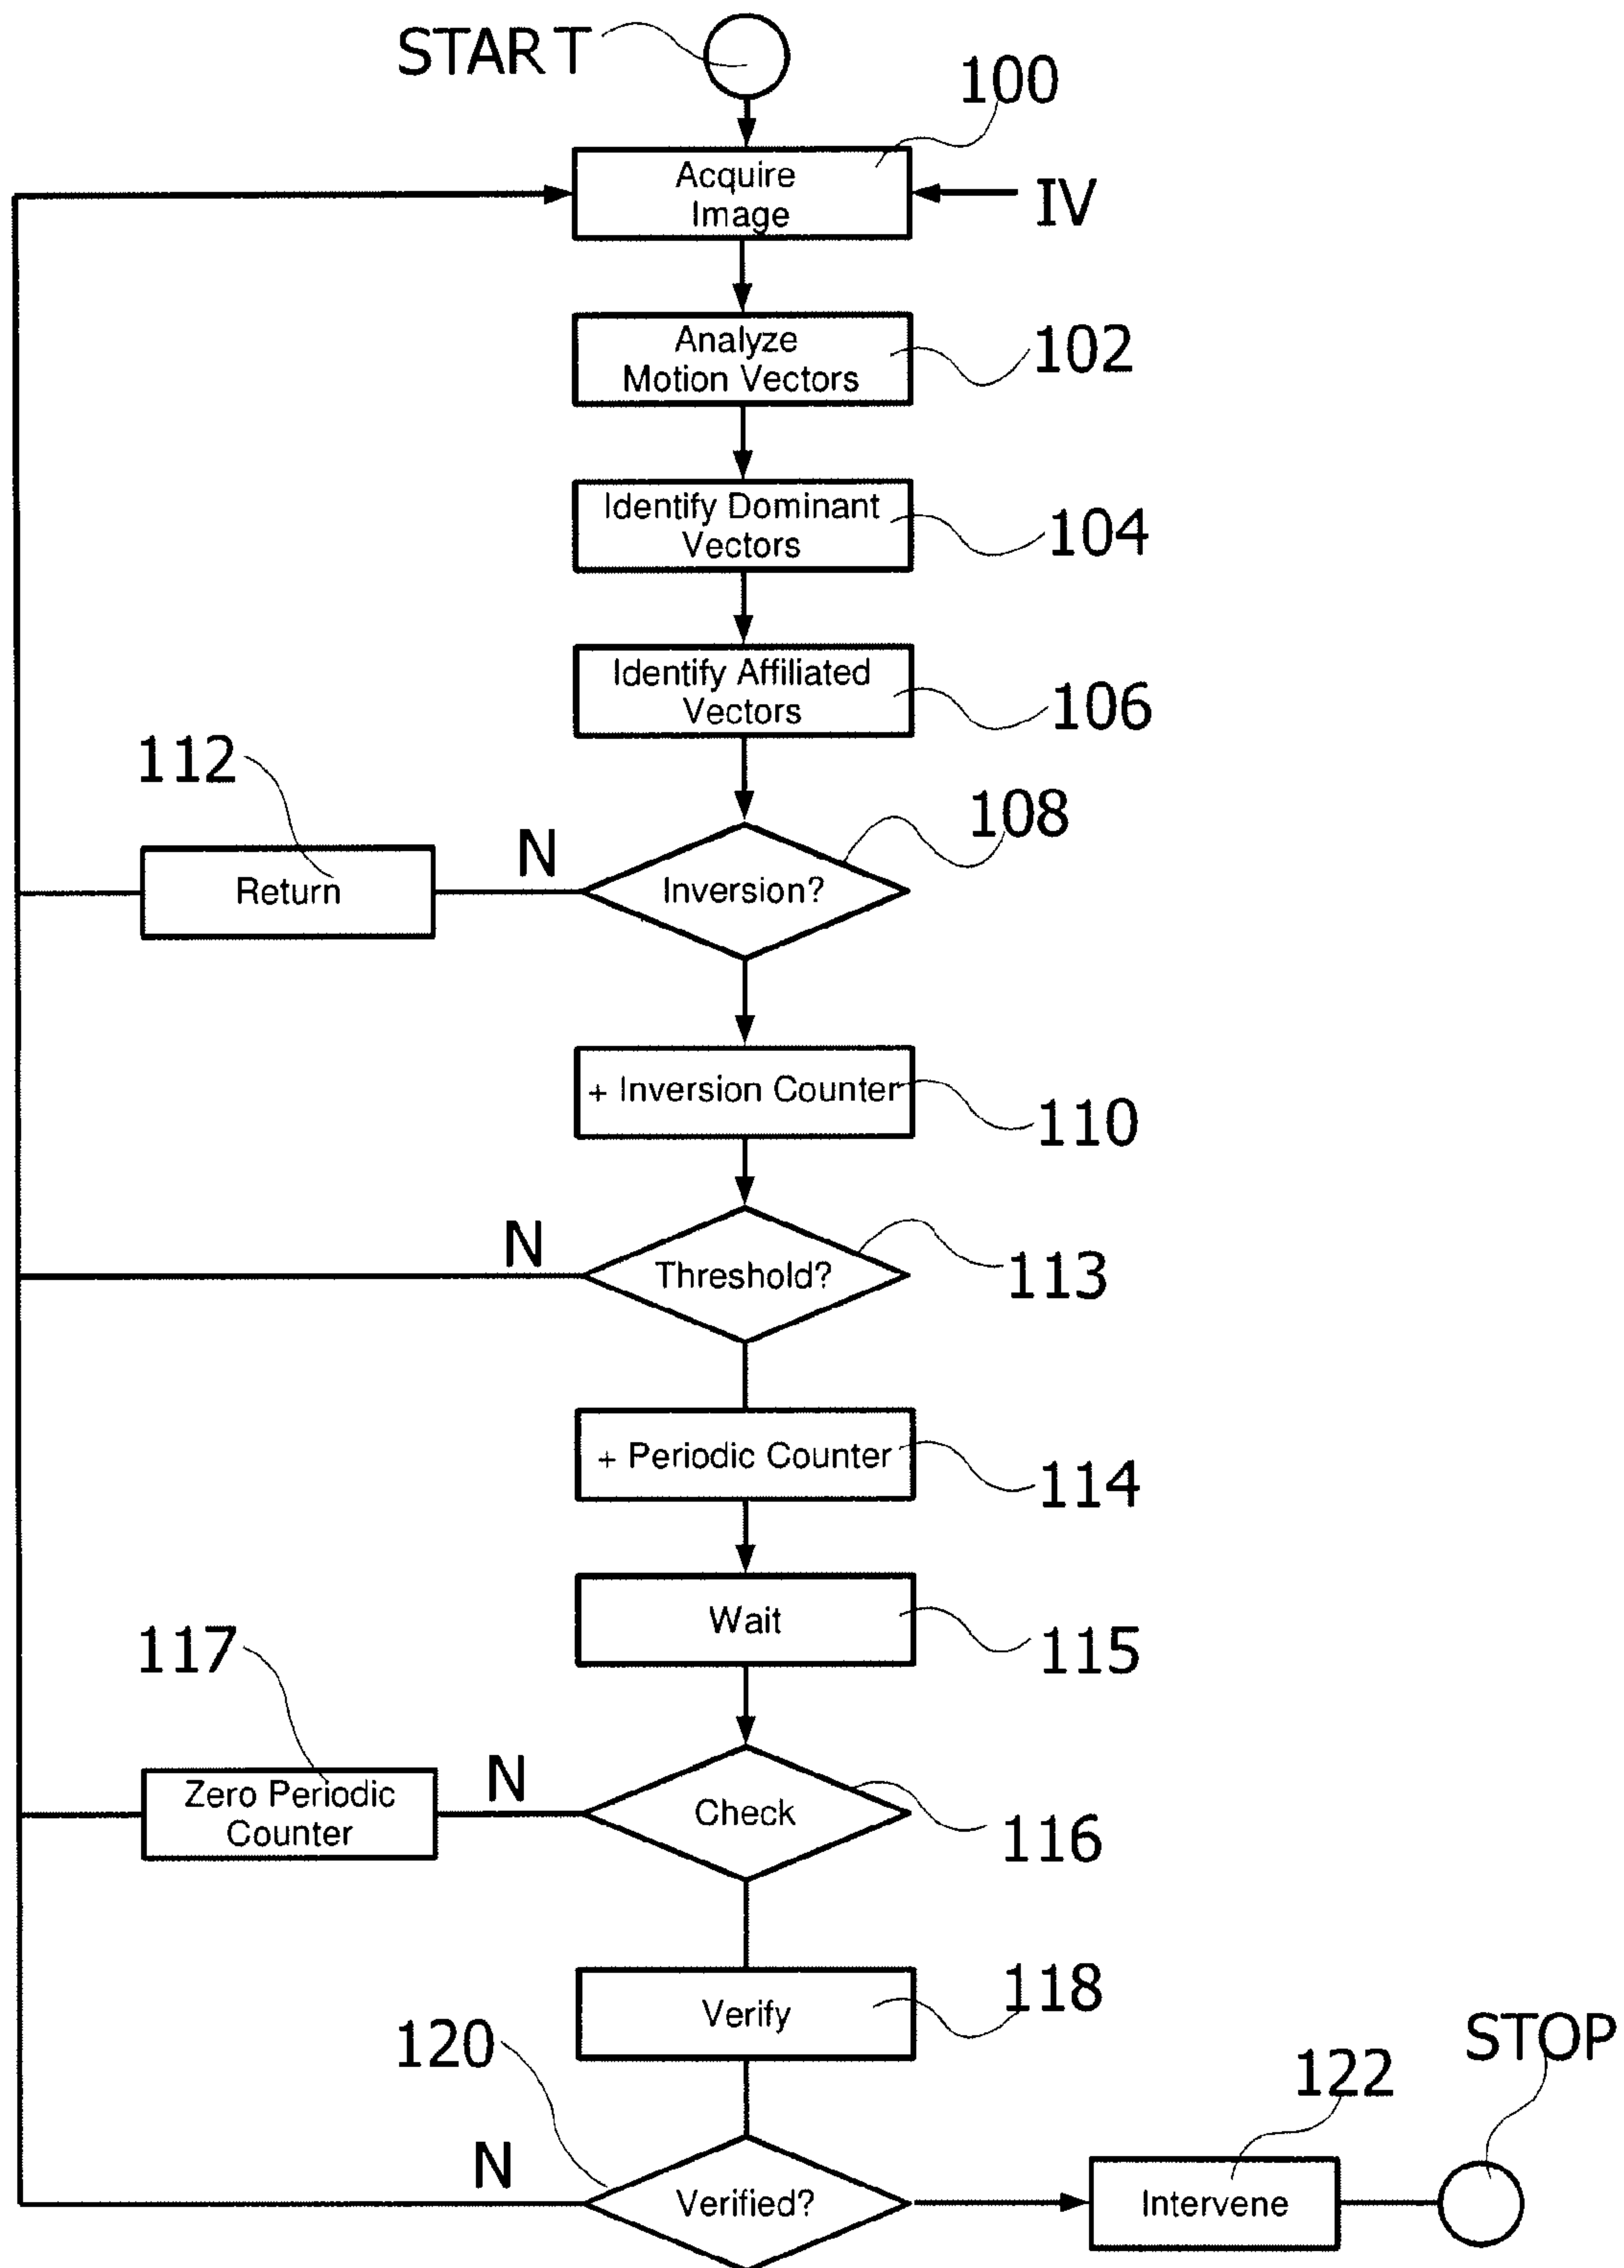 START
100
Acquire
Image
IV
Analyze
Motion Vectors
102
Identify Dominant
Vectors
104
Identify Affiliated
Vectors
106
112
108
N
Return
Inversion?
+ Inversion Counter
110
N
Threshold?
113
+ Periodic Counter
114
Wait
115
117
N
Zero Periodic
Counter
Check
116
118
Verify
120
STOP
122
N
Verified?
Intervene